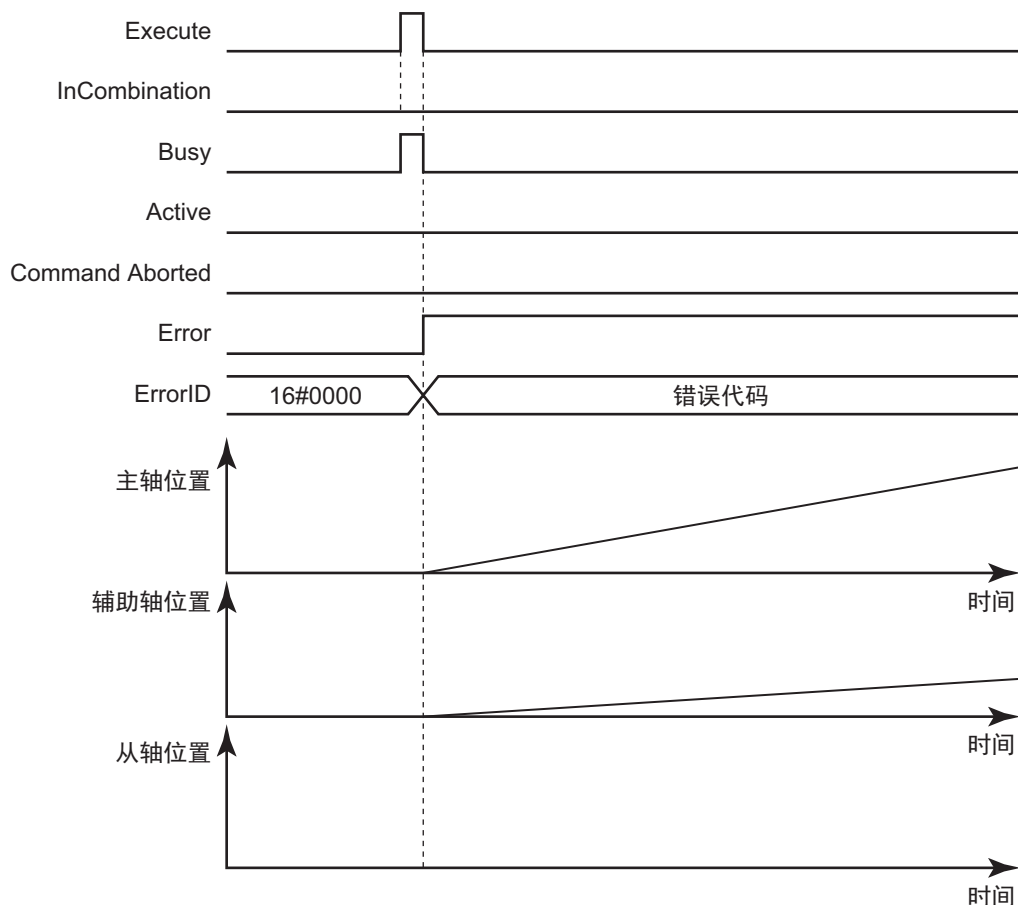 Execute
InCombination
Busy
Active
Command Aborted
Error
ErrorID
16#0000
错误代码
主轴位置
时间
辅助轴位置
时间
从轴位置
时间